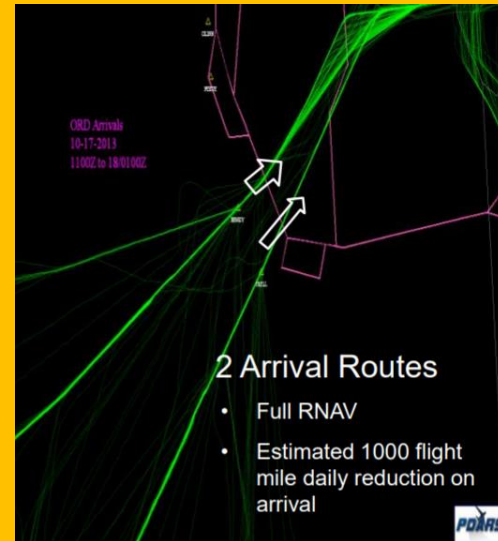 ORD Arrivals
10-17-2013
1100Z to 18/0100Z
2 Arrival Routes
• Full RNAV
• Estimated 1000 flight
mile daily reduction on
arrival
PDARS